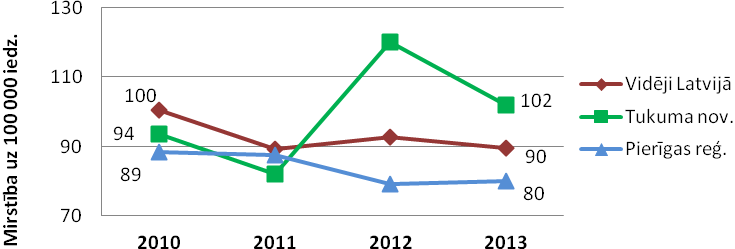 Mirstība uz 100 000 iedz.
130
110
90
70
100
94
89
102
90
80
2010 2011 2012 2013
Vidēji Latvijā
Tukuma nov.
Pierīgas reģ.